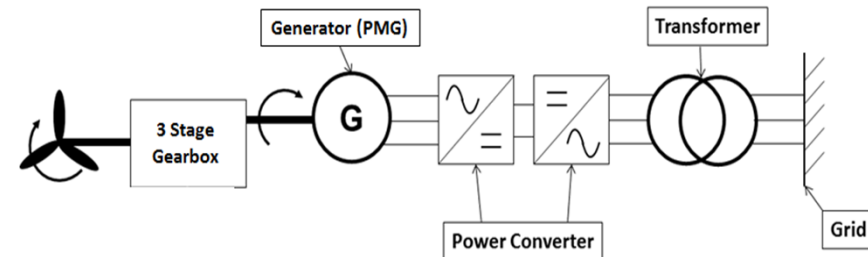 Generator (PMG)
Transformer
3 Stage
Gearbox
G
Power Converter
Grid